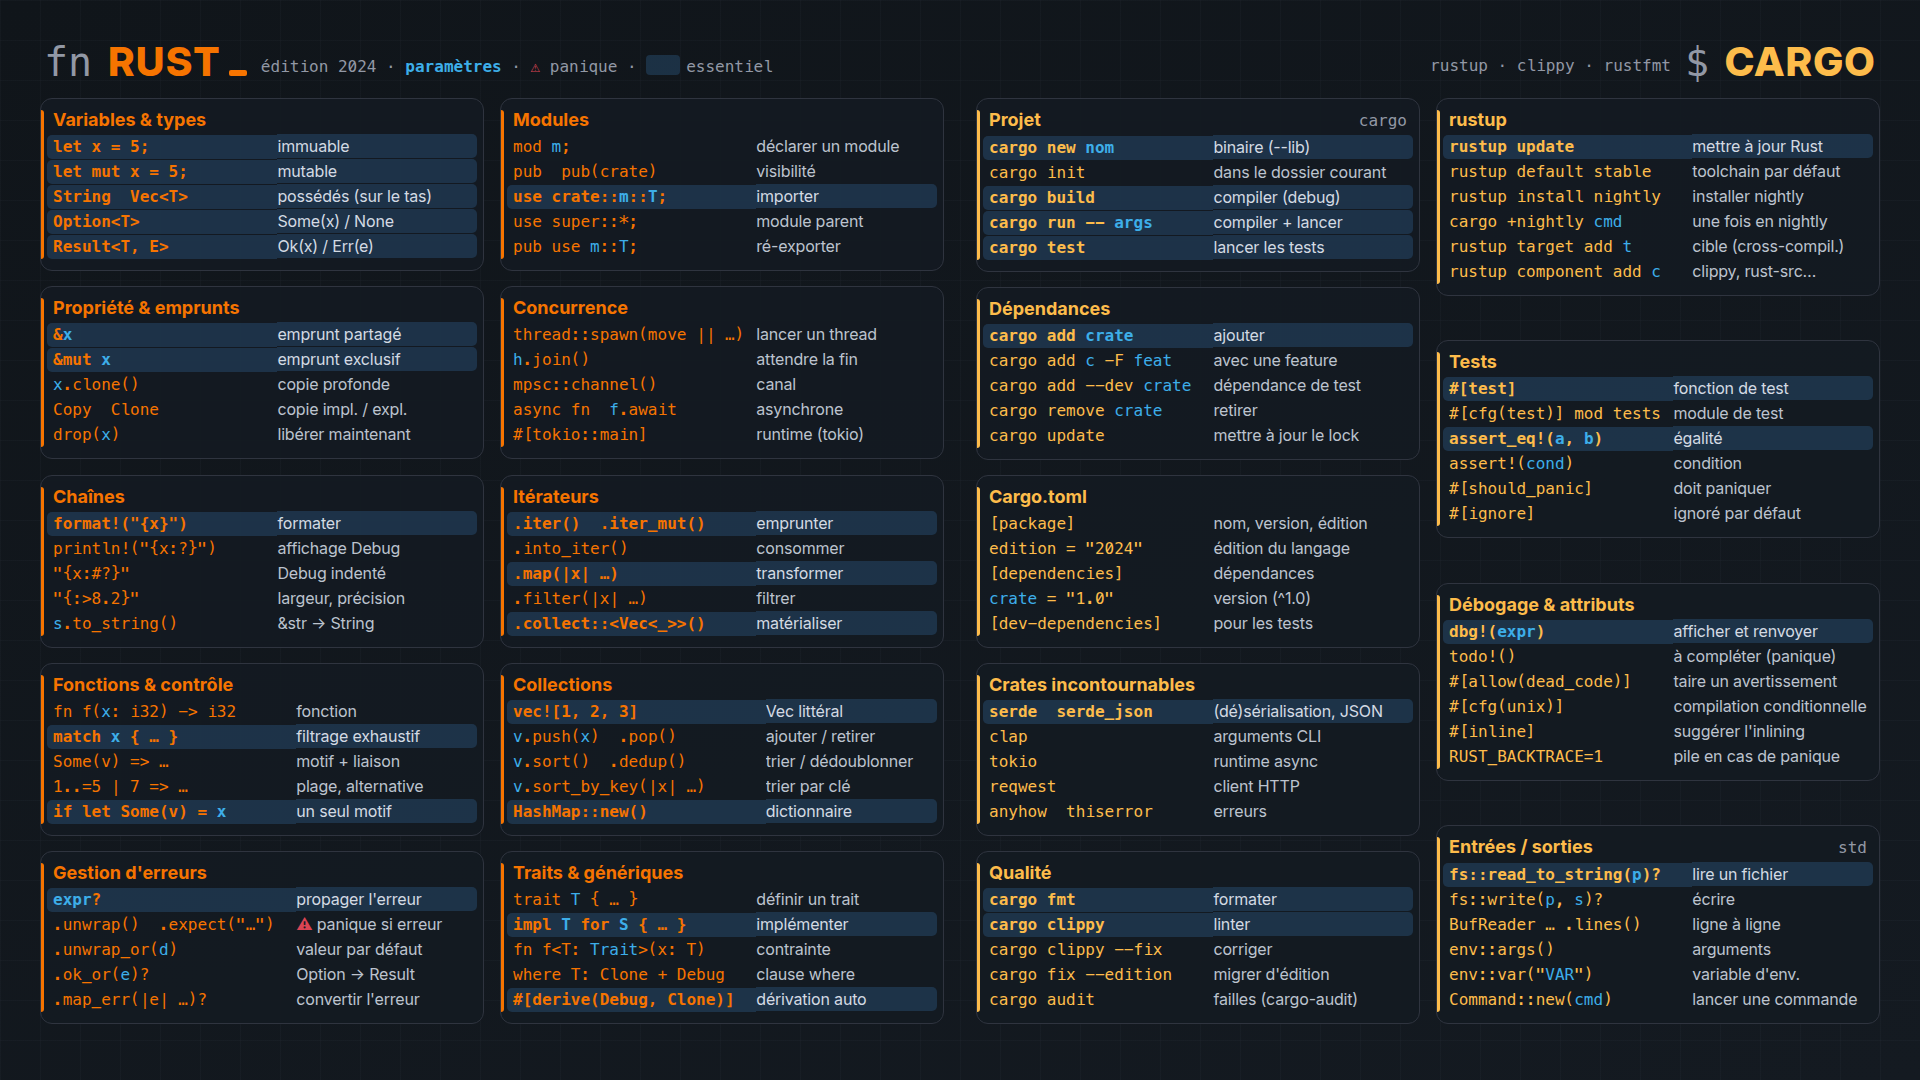 fn RUST_ édition 2024 · paramètres · ⚠ panique · essentiel
rustup · clippy · rustfmt $ CARGO
Variables & types
let x = 5; immuable
let mut x = 5; mutable
String Vec<T> possédés (sur le tas)
Option<T> Some(x) / None
Result<T, E> Ok(x) / Err(e)
Propriété & emprunts
&x emprunt partagé
&mut x emprunt exclusif
x.clone() copie profonde
Copy Clone copie impl. / expl.
drop(x) libérer maintenant
Chaînes
format!("{x}") formater
println!("{x:?}") affichage Debug
"{x:#?}" Debug indenté
"{:>8.2}" largeur, précision
s.to_string() &str → String
Fonctions & contrôle
fn f(x: i32) -> i32 fonction
match x { … } filtrage exhaustif
Some(v) => … motif + liaison
1..=5 | 7 => … plage, alternative
if let Some(v) = x un seul motif
Gestion d'erreurs
expr? propager l'erreur
.unwrap() .expect("…") ⚠ panique si erreur
.unwrap_or(d) valeur par défaut
.ok_or(e)? Option → Result
.map_err(|e| …)? convertir l'erreur
Modules
mod m; déclarer un module
pub pub(crate) visibilité
use crate::m::T; importer
use super::*; module parent
pub use m::T; ré-exporter
Concurrence
thread::spawn(move || …) lancer un thread
h.join() attendre la fin
mpsc::channel() canal
async fn f.await asynchrone
#[tokio::main] runtime (tokio)
Itérateurs
.iter() .iter_mut() emprunter
.into_iter() consommer
.map(|x| …) transformer
.filter(|x| …) filtrer
.collect::<Vec<_>>() matérialiser
Collections
vec![1, 2, 3] Vec littéral
v.push(x) .pop() ajouter / retirer
v.sort() .dedup() trier / dédoublonner
v.sort_by_key(|x| …) trier par clé
HashMap::new() dictionnaire
Traits & génériques
trait T { … } définir un trait
impl T for S { … } implémenter
fn f<T: Trait>(x: T) contrainte
where T: Clone + Debug clause where
#[derive(Debug, Clone)] dérivation auto
Projet cargo
cargo new nom binaire (--lib)
cargo init dans le dossier courant
cargo build compiler (debug)
cargo run -- args compiler + lancer
cargo test lancer les tests
Dépendances
cargo add crate ajouter
cargo add c -F feat avec une feature
cargo add --dev crate dépendance de test
cargo remove crate retirer
cargo update mettre à jour le lock
Cargo.toml
[package] nom, version, édition
edition = "2024" édition du langage
[dependencies] dépendances
crate = "1.0" version (^1.0)
[dev-dependencies] pour les tests
Crates incontournables
serde serde_json (dé)sérialisation, JSON
clap arguments CLI
tokio runtime async
reqwest client HTTP
anyhow thiserror erreurs
Qualité
cargo fmt formater
cargo clippy linter
cargo clippy --fix corriger
cargo fix --edition migrer d'édition
cargo audit failles (cargo-audit)
rustup
rustup update mettre à jour Rust
rustup default stable toolchain par défaut
rustup install nightly installer nightly
cargo +nightly cmd une fois en nightly
rustup target add t cible (cross-compil.)
rustup component add c clippy, rust-src…
Tests
#[test] fonction de test
#[cfg(test)] mod tests module de test
assert_eq!(a, b) égalité
assert!(cond) condition
#[should_panic] doit paniquer
#[ignore] ignoré par défaut
Débogage & attributs
dbg!(expr) afficher et renvoyer
todo!() à compléter (panique)
#[allow(dead_code)] taire un avertissement
#[cfg(unix)] compilation conditionnelle
#[inline] suggérer l'inlining
RUST_BACKTRACE=1 pile en cas de panique
Entrées / sorties std
fs::read_to_string(p)? lire un fichier
fs::write(p, s)? écrire
BufReader … .lines() ligne à ligne
env::args() arguments
env::var("VAR") variable d'env.
Command::new(cmd) lancer une commande